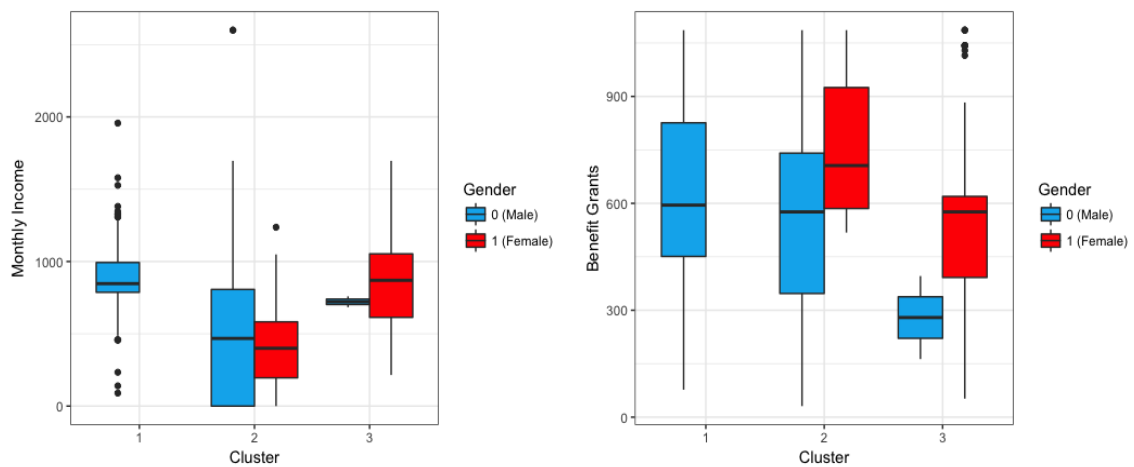 Monthly Income
2000
1000
0
1
2
3
Cluster
Gender
0 (Male)
1 (Female)
Benefit Grants
900
600
300
0
1
2
3
Cluster
Gender
0 (Male)
1 (Female)